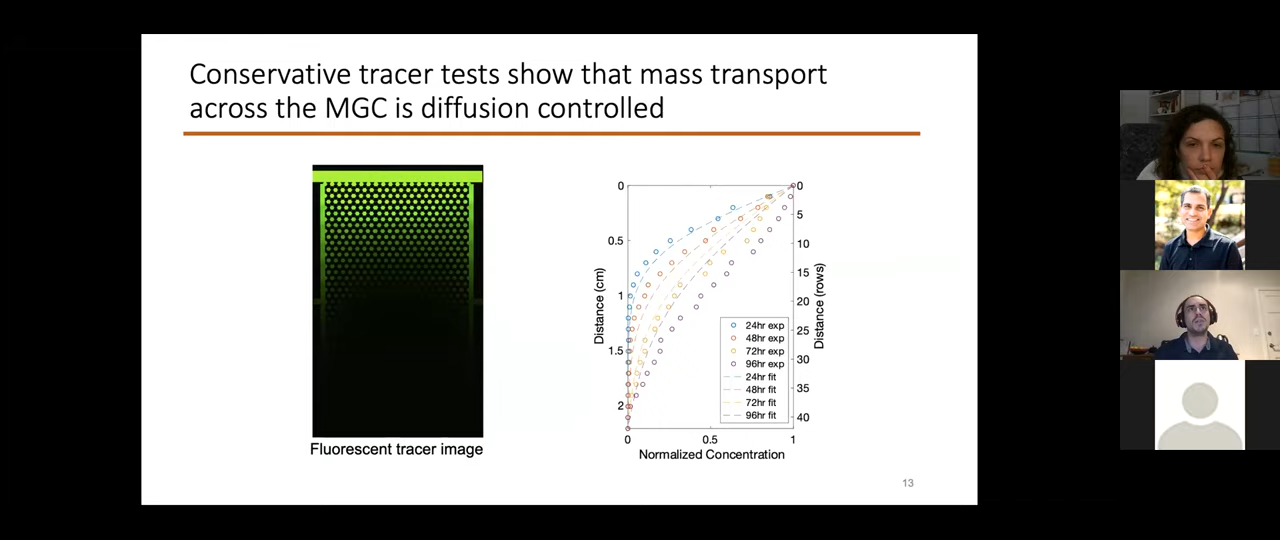 Conservative tracer tests show that mass transport
across the MGC is diffusion controlled
Fluorescent tracer image
0
0.5
1
1.5
2
Distance (cm)
0
0.5
1
Normalized Concentration
0
5
10
15
20
25
30
35
40
Distance (rows)
24hr exp
48hr exp
72hr exp
96hr exp
24hr fit
48hr fit
72hr fit
96hr fit
13